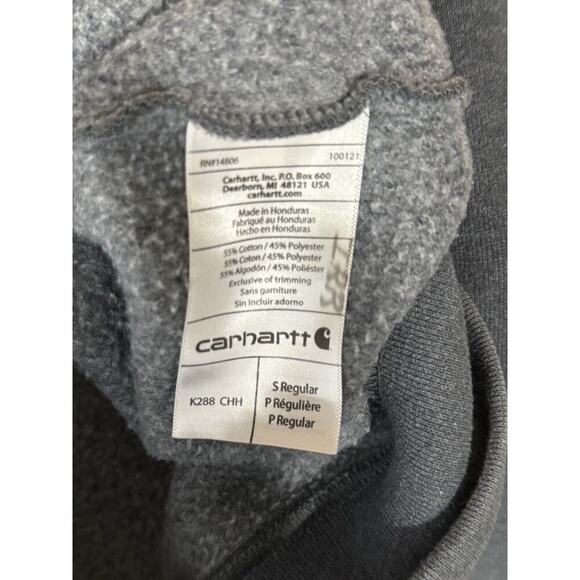 RN#14806 100121
Carhartt, Inc. P.O. Box 600
Dearborn, MI 48121 USA
carhartt.com
Made in Honduras
Fabriqué au Honduras
Hecho en Honduras
55% Cotton / 45% Polyester
55% Coton / 45% Polyester
55% Algodón / 45% Poliéster
Exclusive of trimming
Sans garniture
Sin incluir adorno
carhartt
K288 CHH
S Regular
P Régulière
P Regular